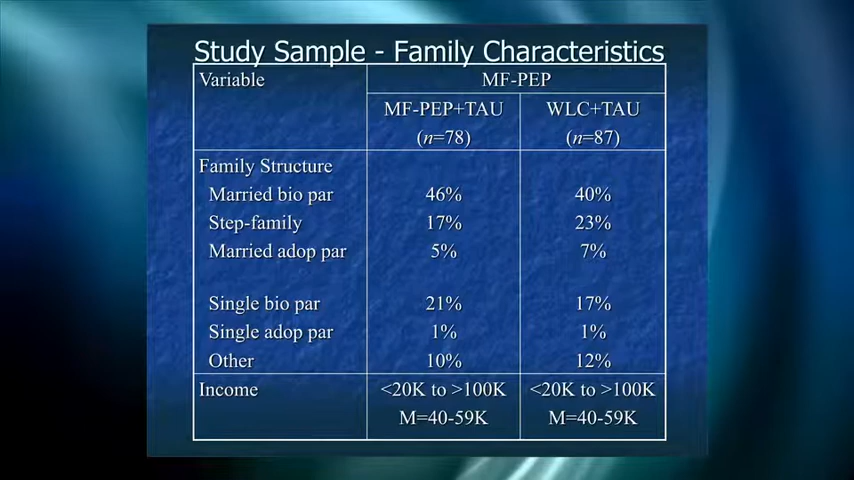 Study Sample - Family Characteristics
Variable MF-PEP
MF-PEP+TAU WLC+TAU
(n=78) (n=87)
Family Structure
Married bio par 46% 40%
Step-family 17% 23%
Married adop par 5% 7%
Single bio par 21% 17%
Single adop par 1% 1%
Other 10% 12%
Income <20K to >100K <20K to >100K
M=40-59K M=40-59K